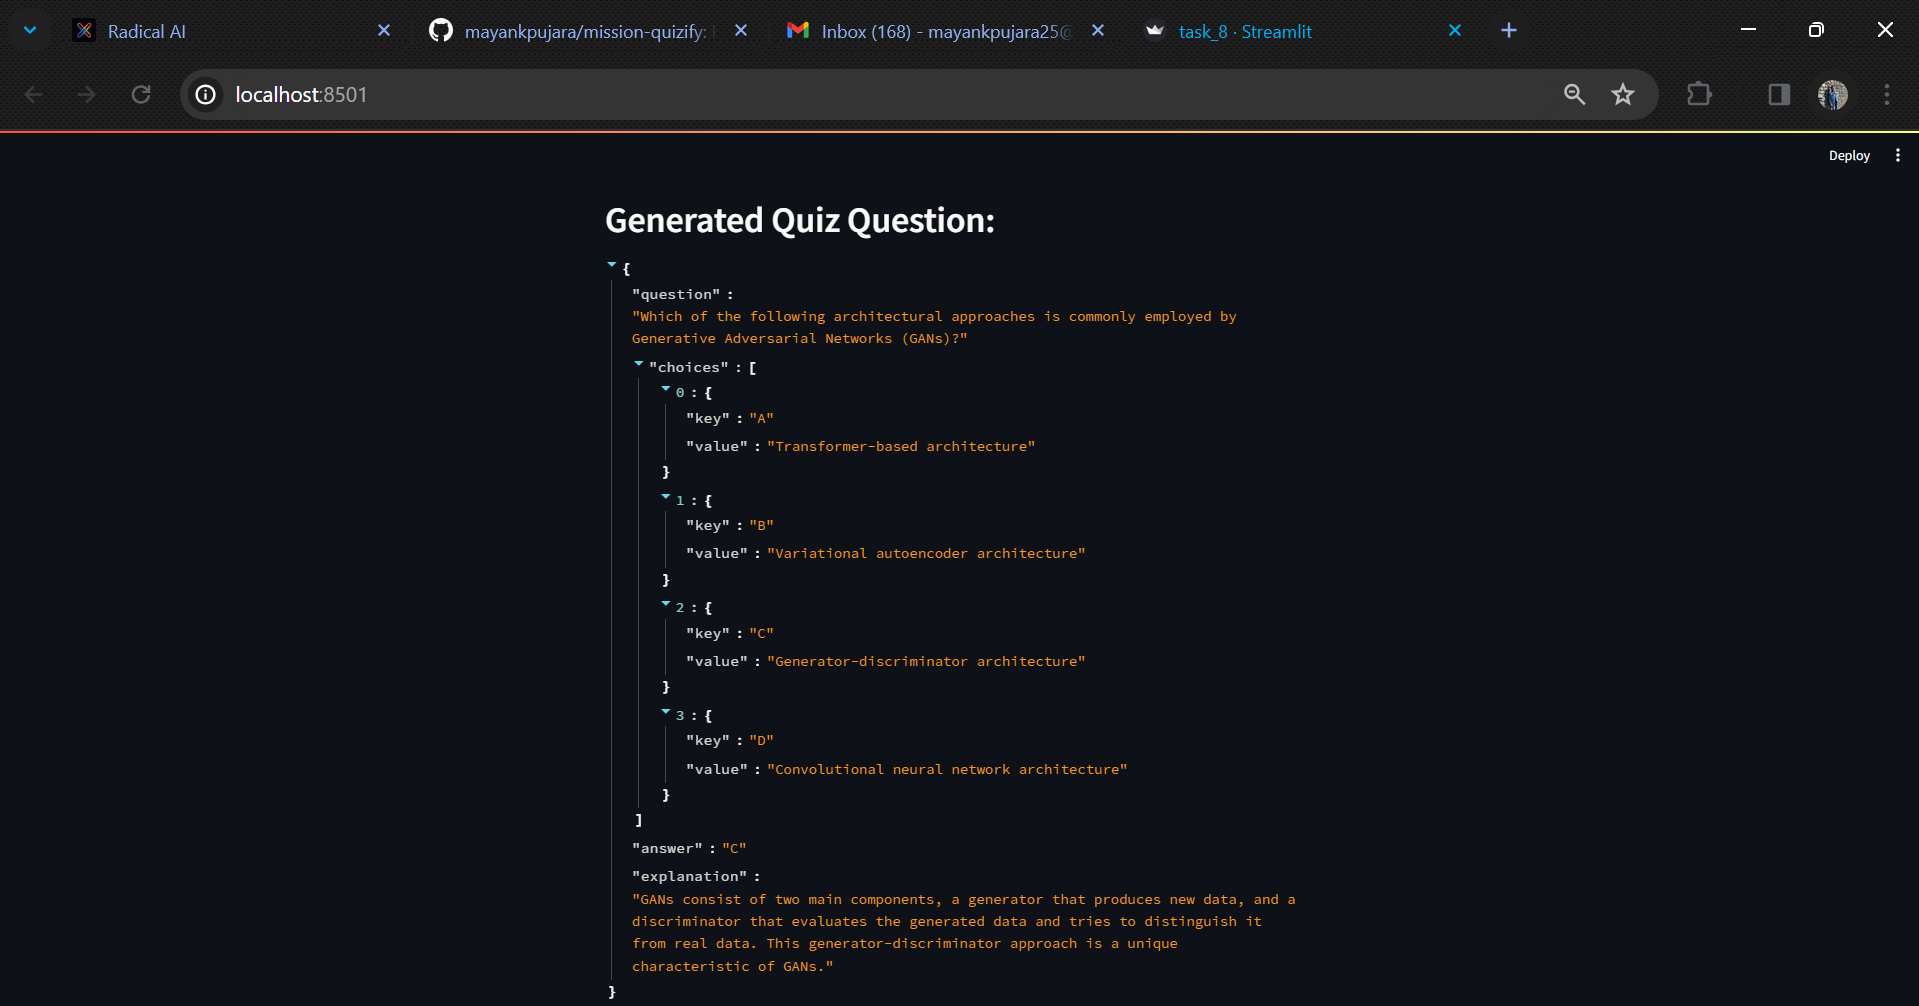 Radical AI
mayankpujara/mission-quizify:
Inbox (168) - mayankpujara25@
task_8 · Streamlit
localhost:8501
Deploy
Generated Quiz Question:
{
"question" :
"Which of the following architectural approaches is commonly employed by
Generative Adversarial Networks (GANs)?"
"choices" : [
0 : {
"key" : "A"
"value" : "Transformer-based architecture"
}
1 : {
"key" : "B"
"value" : "Variational autoencoder architecture"
}
2 : {
"key" : "C"
"value" : "Generator-discriminator architecture"
}
3 : {
"key" : "D"
"value" : "Convolutional neural network architecture"
}
]
"answer" : "C"
"explanation" :
"GANs consist of two main components, a generator that produces new data, and a
discriminator that evaluates the generated data and tries to distinguish it
from real data. This generator-discriminator approach is a unique
characteristic of GANs."
}